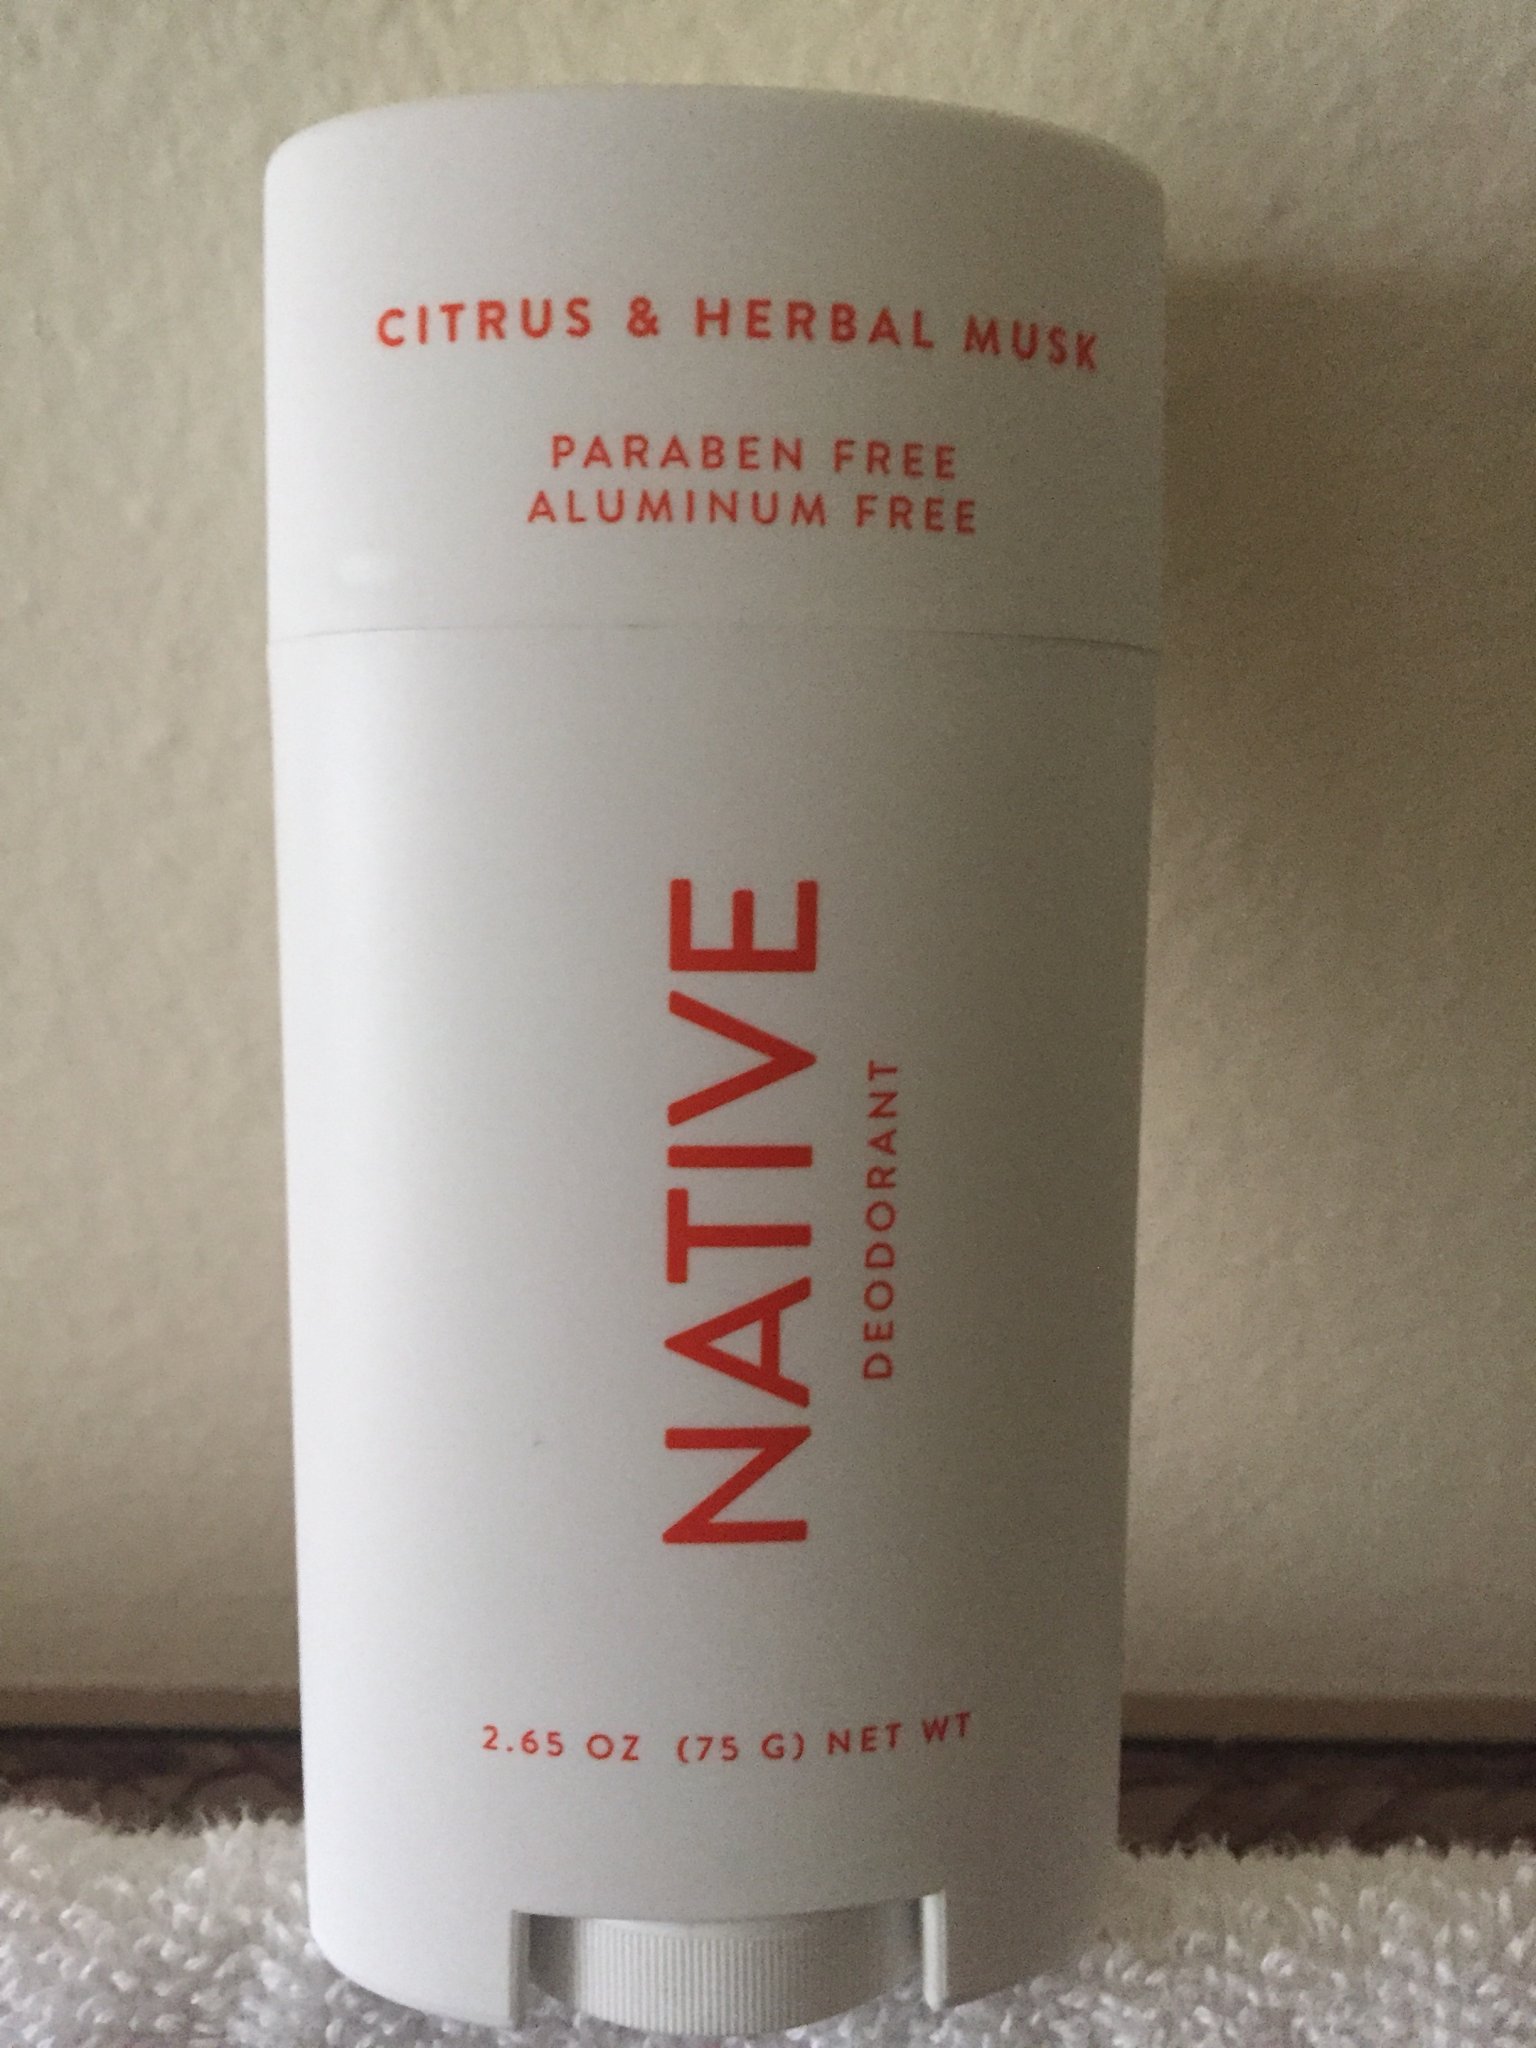 CITRUS & HERBAL MUSK
PARABEN FREE
ALUMINUM FREE
NATIVE
DEODORANT
2.65 OZ (75 G) NET WT